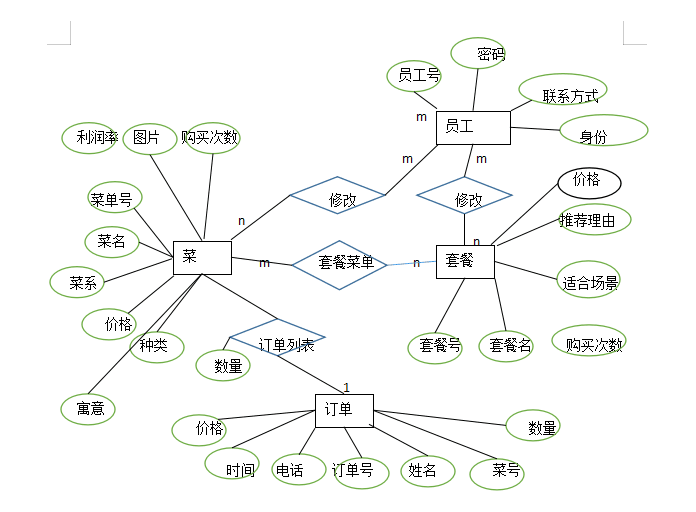 密码
员工号
联系方式
m
员工
身份
利润率
图片
购买次数
m
m
价格
菜单号
修改
修改
n
推荐理由
菜名
n
菜
套餐菜单
套餐
m
n
菜系
适合场景
价格
种类
订单列表
套餐号
套餐名
购买次数
数量
1
寓意
订单
价格
数量
时间
电话
订单号
姓名
菜号